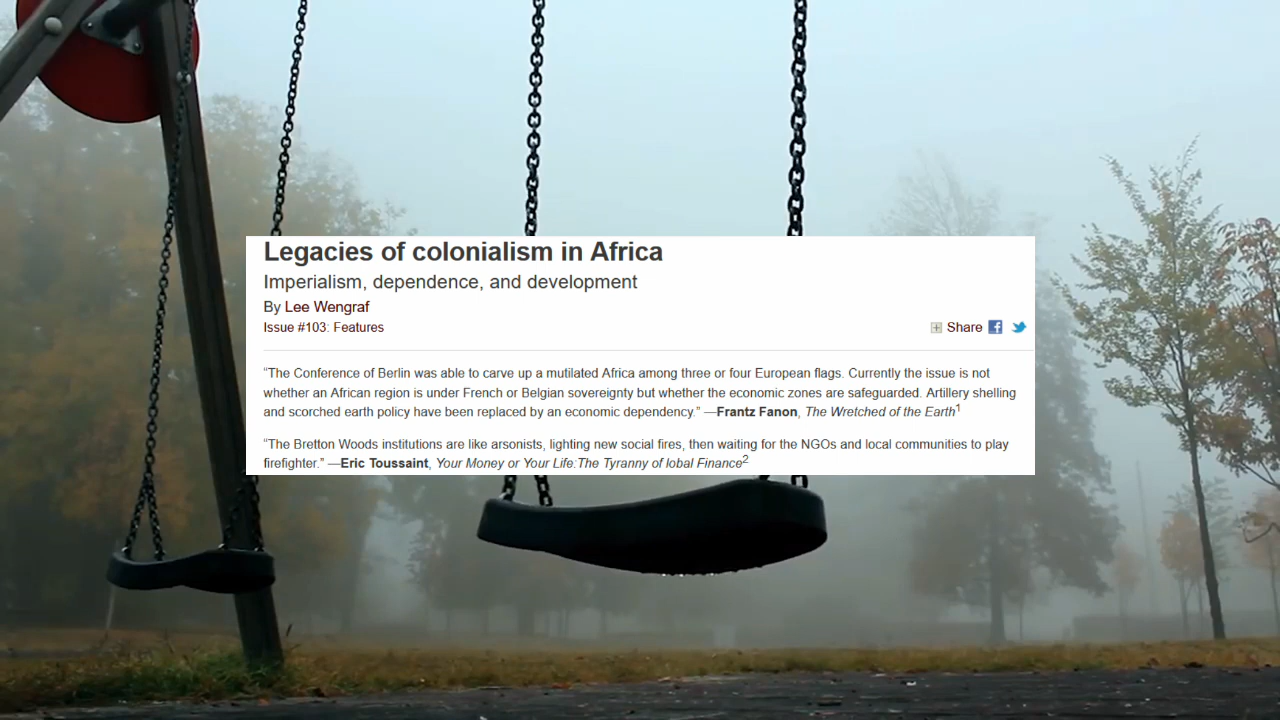 Legacies of colonialism in Africa
Imperialism, dependence, and development
By Lee Wengraf
Issue #103: Features
Share
“The Conference of Berlin was able to carve up a mutilated Africa among three or four European flags. Currently the issue is not
whether an African region is under French or Belgian sovereignty but whether the economic zones are safeguarded. Artillery shelling
and scorched earth policy have been replaced by an economic dependency.” —Frantz Fanon, The Wretched of the Earth1
“The Bretton Woods institutions are like arsonists, lighting new social fires, then waiting for the NGOs and local communities to play
firefighter.” —Eric Toussaint, Your Money or Your Life:The Tyranny of lobal Finance2